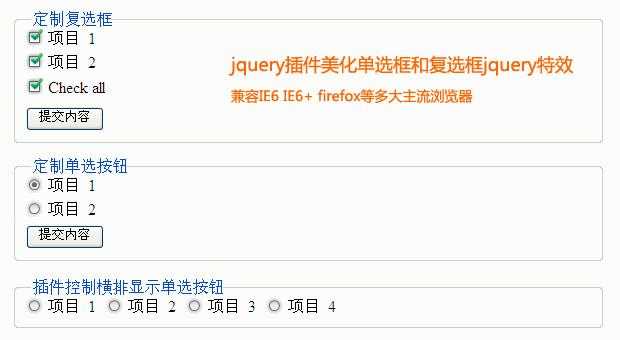 定制复选框
项目 1
jquery插件美化单选框和复选框jquery特效
项目 2
Check all
兼容IE6 IE6+ firefox等多大主流浏览器
提交内容
定制单选按钮
项目 1
项目 2
提交内容
插件控制横排显示单选按钮
项目 1 项目 2 项目 3 项目 4